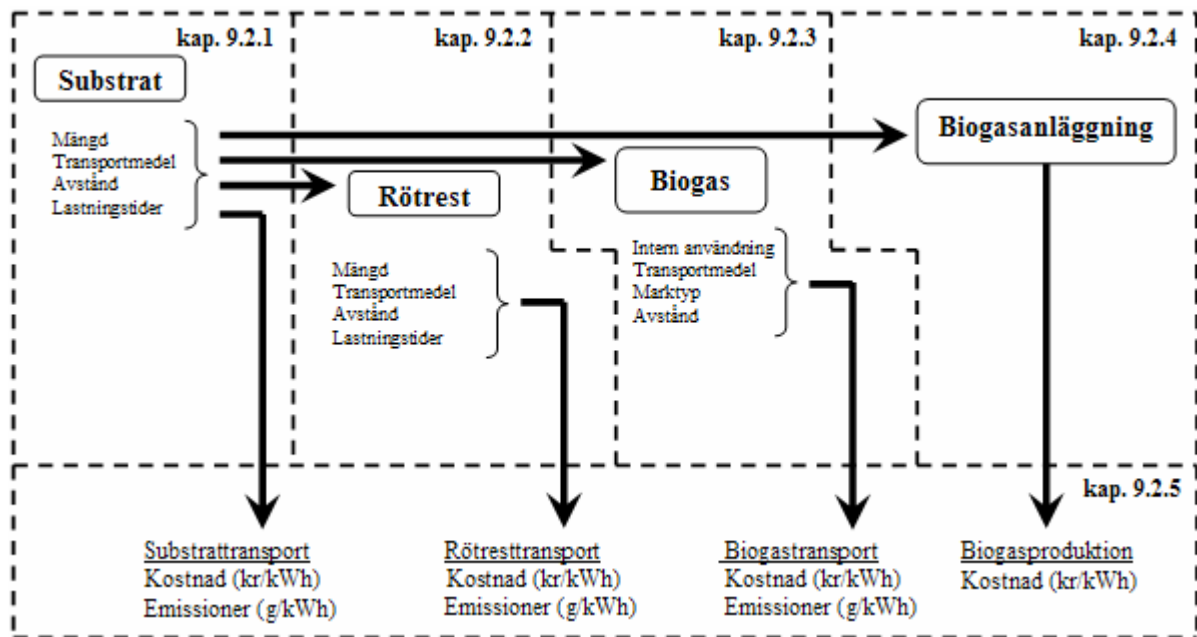 kap. 9.2.1
kap. 9.2.2
kap. 9.2.3
kap. 9.2.4
Substrat
Mängd
Transportmedel
Avstånd
Lastningstider
Rötrest
Mängd
Transportmedel
Avstånd
Lastningstider
Biogas
Intern användning
Transportmedel
Marktyp
Avstånd
Biogasanläggning
kap. 9.2.5
Substrattransport
Kostnad (kr/kWh)
Emissioner (g/kWh)
Rötresttransport
Kostnad (kr/kWh)
Emissioner (g/kWh)
Biogastransport
Kostnad (kr/kWh)
Emissioner (g/kWh)
Biogasproduktion
Kostnad (kr/kWh)